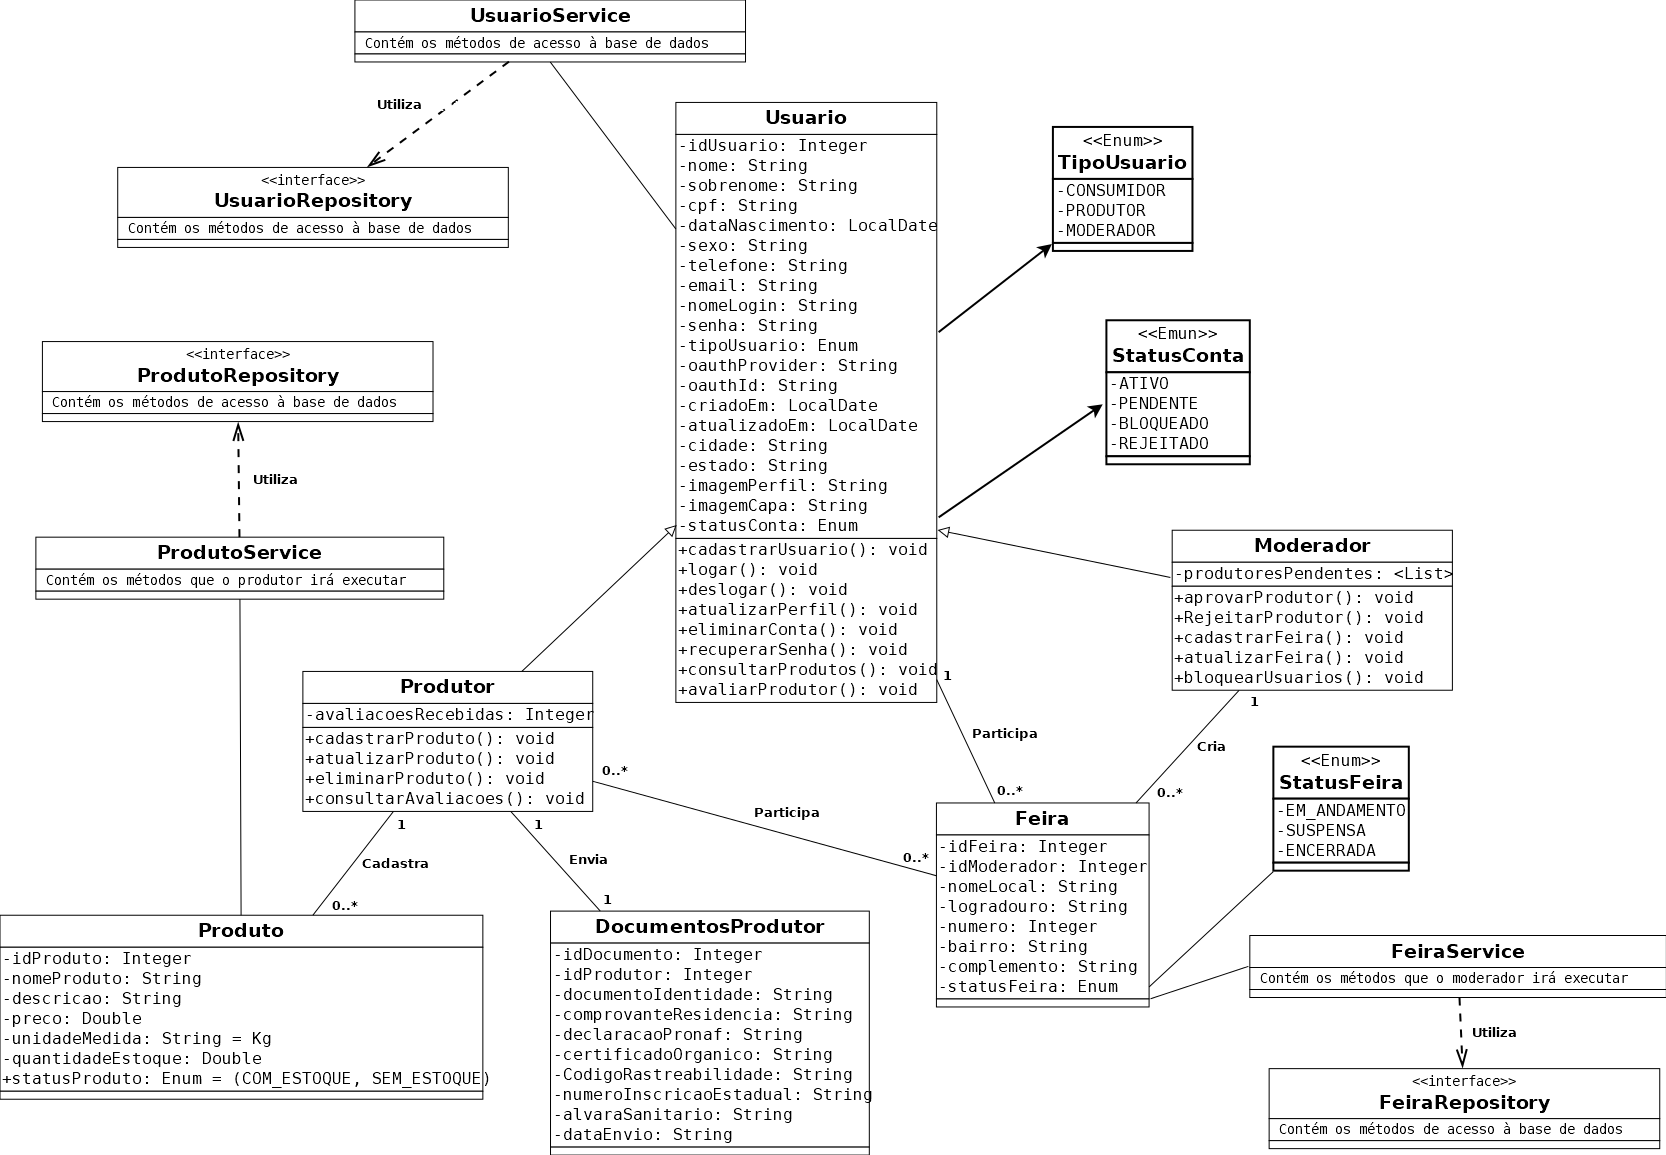 UsuarioService
Contém os métodos de acesso à base de dados
Utiliza
<<interface>>
UsuarioRepository
Contém os métodos de acesso à base de dados
Usuario
-idUsuario: Integer
-nome: String
-sobrenome: String
-cpf: String
-dataNascimento: LocalDate
-sexo: String
-telefone: String
-email: String
-nomeLogin: String
-senha: String
-tipoUsuario: Enum
-oauthProvider: String
-oauthId: String
-criadoEm: LocalDate
-atualizadoEm: LocalDate
-cidade: String
-estado: String
-imagemPerfil: String
-imagemCapa: String
-statusConta: Enum
+cadastrarUsuario(): void
+logar(): void
+deslogar(): void
+atualizarPerfil(): void
+eliminarConta(): void
+recuperarSenha(): void
+consultarProdutos(): void
+avaliarProdutor(): void
<<Enum>>
TipoUsuario
-CONSUMIDOR
-PRODUTOR
-MODERADOR
<<Emun>>
StatusConta
-ATIVO
-PENDENTE
-BLOQUEADO
-REJEITADO
<<interface>>
ProdutoRepository
Contém os métodos de acesso à base de dados
Utiliza
ProdutoService
Contém os métodos que o produtor irá executar
Moderador
-produtoresPendentes: <List>
+aprovarProdutor(): void
+RejeitarProdutor(): void
+cadastrarFeira(): void
+atualizarFeira(): void
+bloquearUsuarios(): void
Produtor
-avaliacoesRecebidas: Integer
+cadastrarProduto(): void
+atualizarProduto(): void
+eliminarProduto(): void
+consultarAvaliacoes(): void
1
Participa
0..*
1
Cria
0..*
0..*
Participa
0..*
1
Cadastra
0..*
1
Envia
1
<<Enum>>
StatusFeira
-EM_ANDAMENTO
-SUSPENSA
-ENCERRADA
Feira
-idFeira: Integer
-idModerador: Integer
-nomeLocal: String
-logradouro: String
-numero: Integer
-bairro: String
-complemento: String
-statusFeira: Enum
Produto
-idProduto: Integer
-nomeProduto: String
-descricao: String
-preco: Double
-unidadeMedida: String = Kg
-quantidadeEstoque: Double
+statusProduto: Enum = (COM_ESTOQUE, SEM_ESTOQUE)
DocumentosProdutor
-idDocumento: Integer
-idProdutor: Integer
-documentoIdentidade: String
-comprovanteResidencia: String
-declaracaoPronaf: String
-certificadoOrganico: String
-CodigoRastreabilidade: String
-numeroInscricaoEstadual: String
-alvaraSanitario: String
-dataEnvio: String
FeiraService
Contém os métodos que o moderador irá executar
Utiliza
<<interface>>
FeiraRepository
Contém os métodos de acesso à base de dados